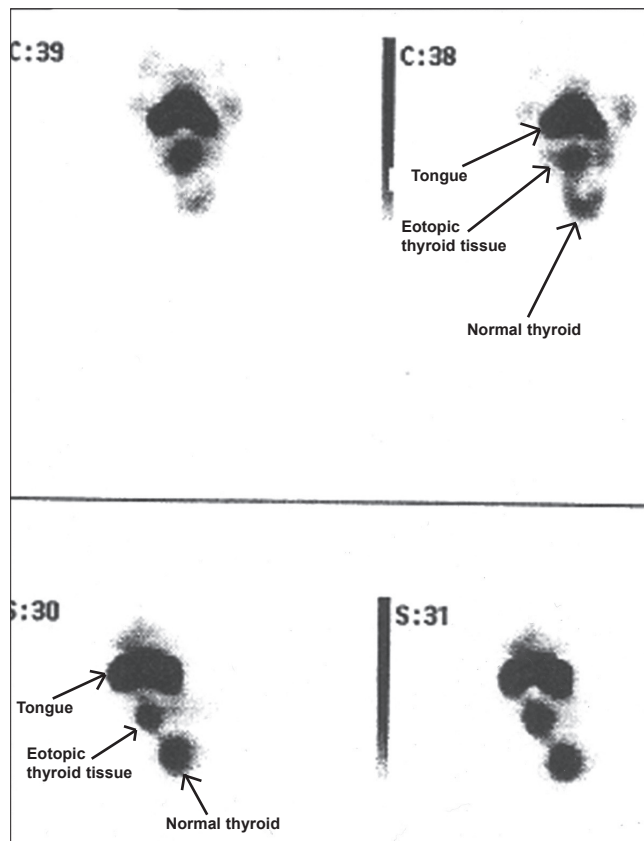 C:39
C:38
Tongue
Eotopic
thyroid tissue
Normal thyroid
S:30
S:31
Tongue
Eotopic
thyroid tissue
Normal thyroid